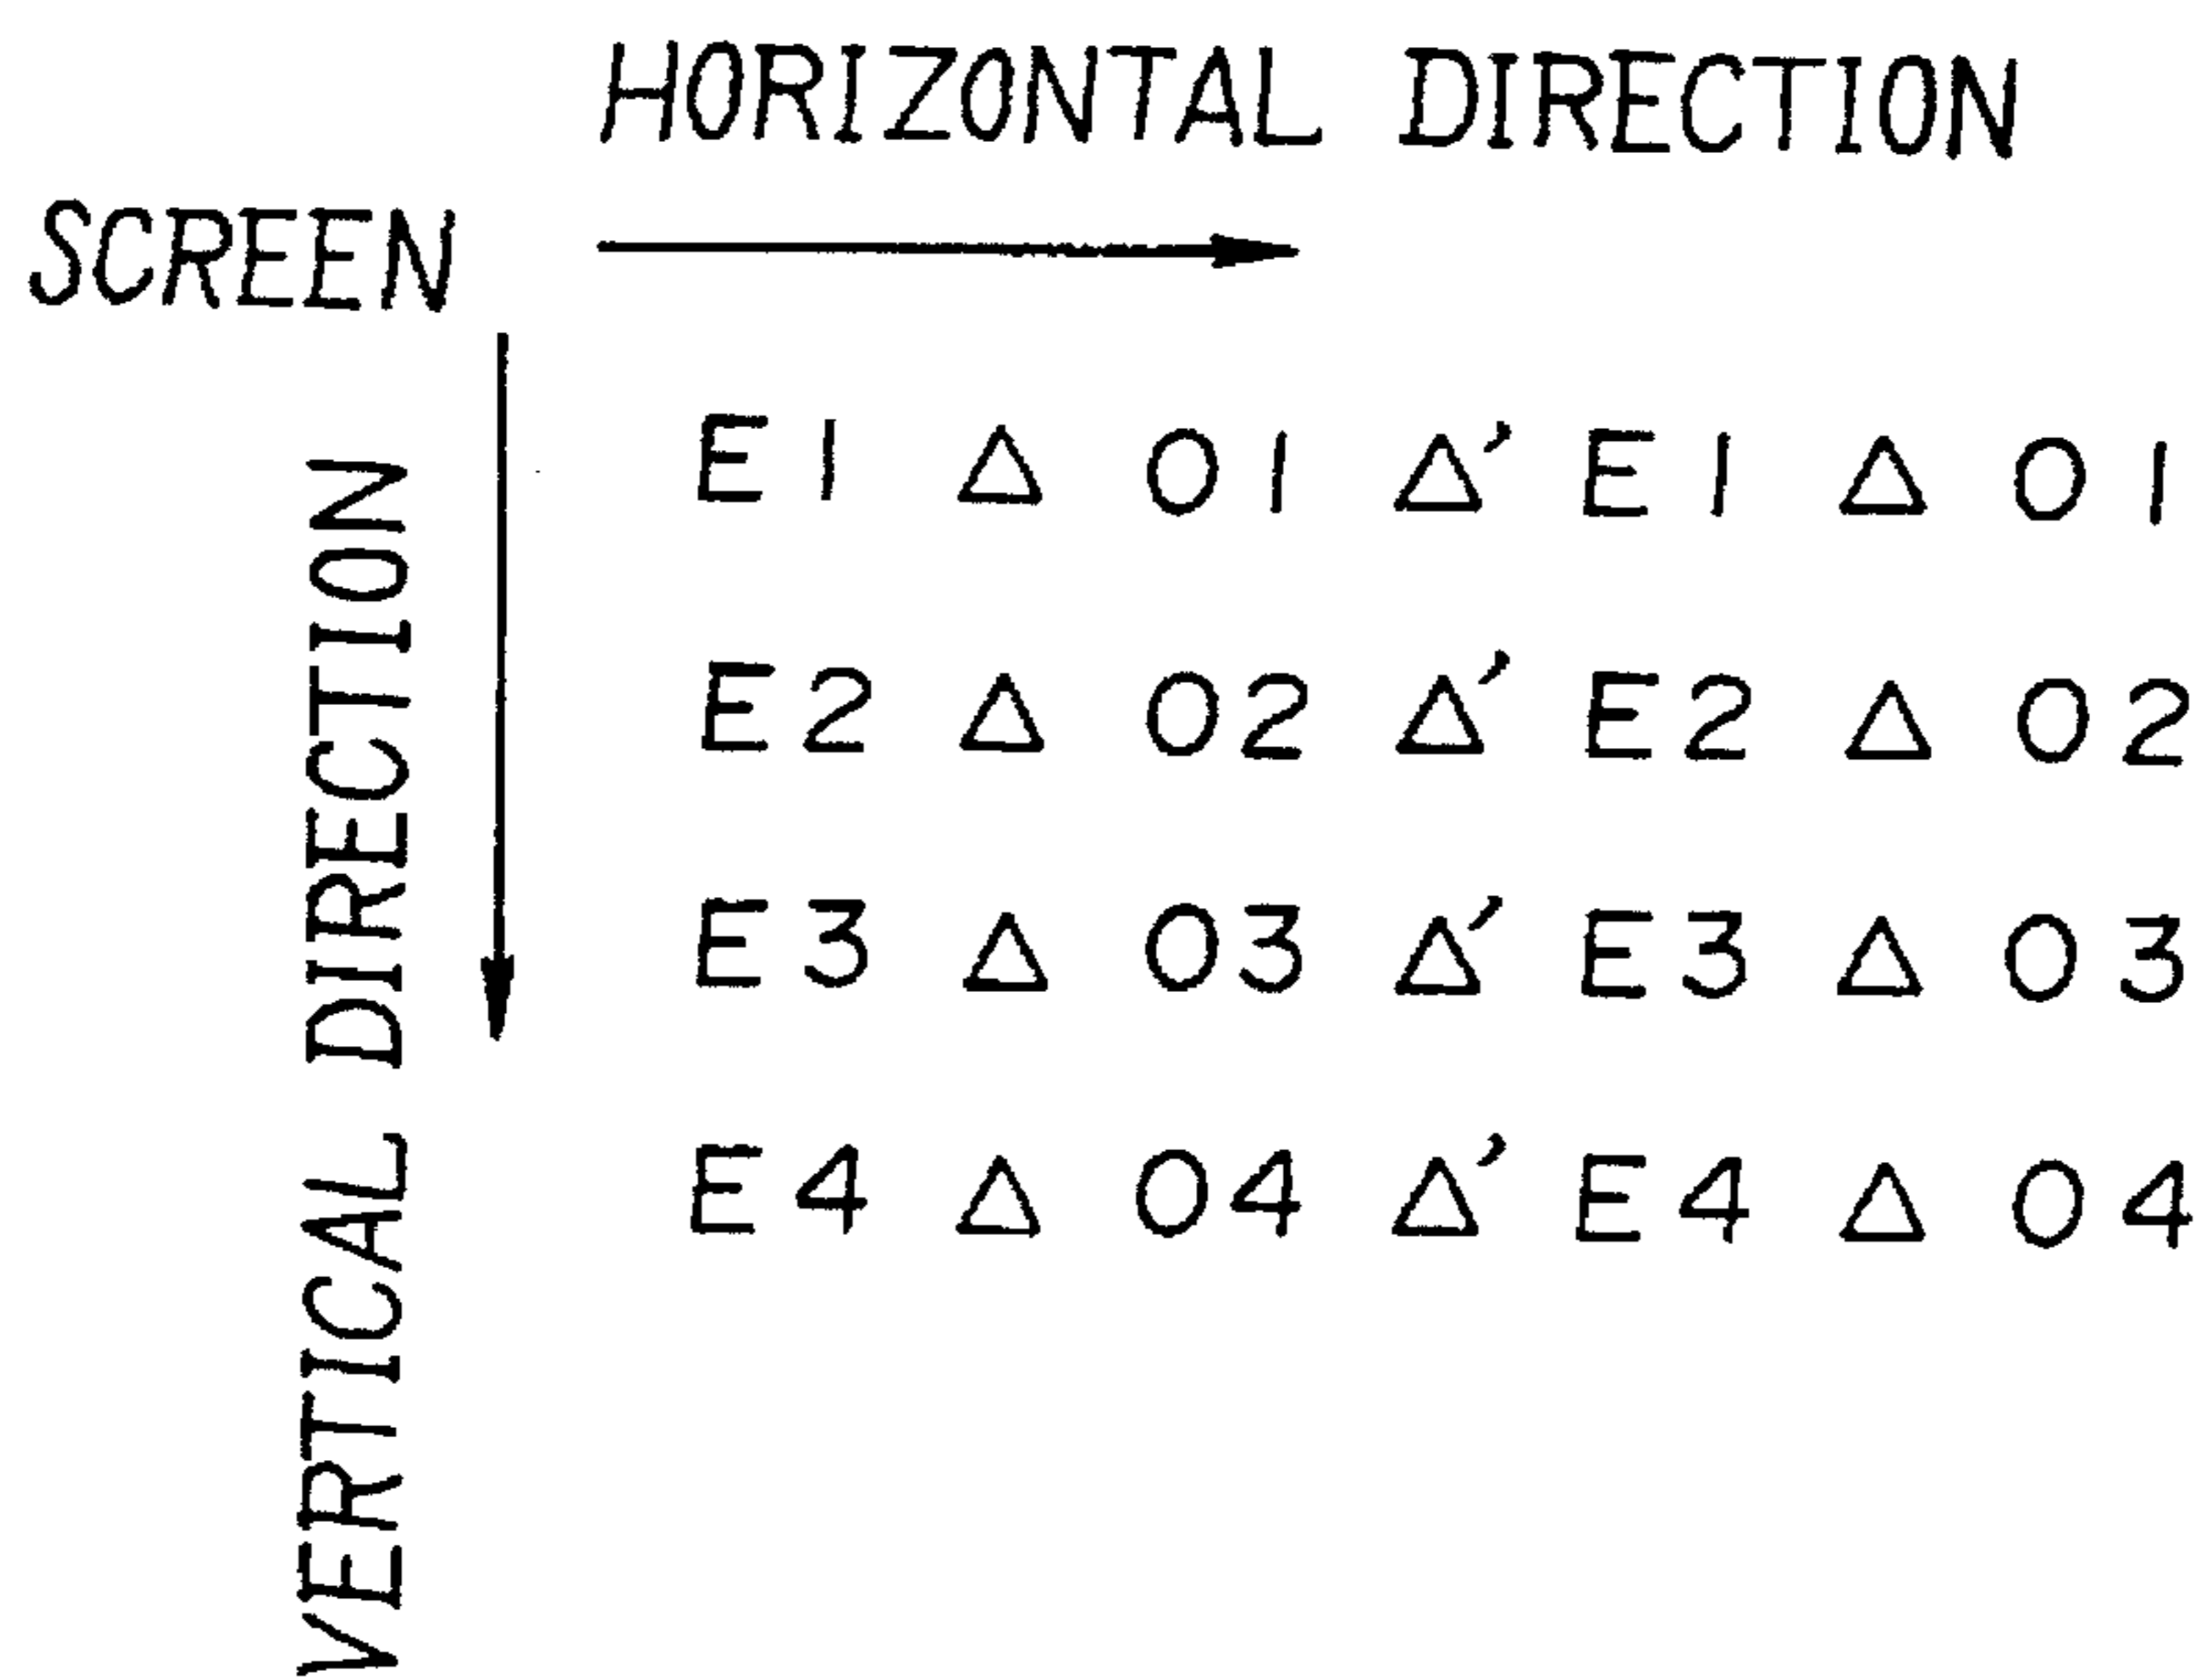 HORIZONTAL DIRECTION
SCREEN
VERTICAL DIRECTION
E1 △ O1 △′ E1 △ O1
E2 △ O2 △′ E2 △ O2
E3 △ O3 △′ E3 △ O3
E4 △ O4 △′ E4 △ O4